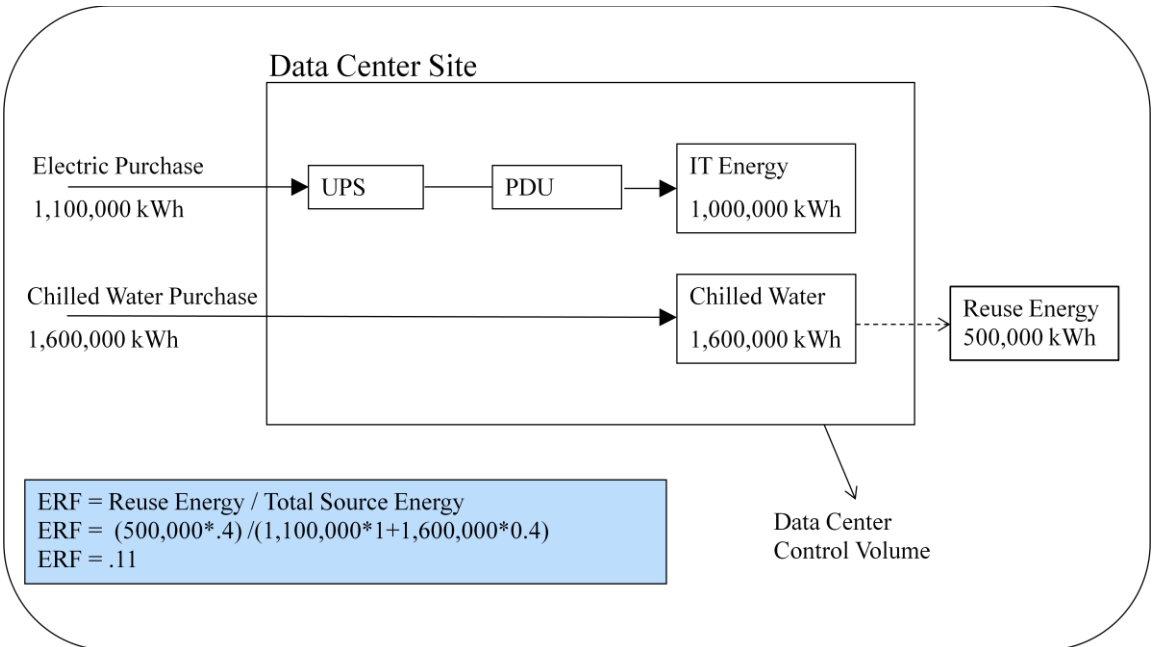 Data Center Site
Electric Purchase
1,100,000 kWh
UPS
PDU
IT Energy
1,000,000 kWh
Chilled Water Purchase
1,600,000 kWh
Chilled Water
1,600,000 kWh
Reuse Energy
500,000 kWh
ERF = Reuse Energy / Total Source Energy
ERF =  (500,000*.4) /(1,100,000*1+1,600,000*0.4)
ERF = .11
Data Center
Control Volume